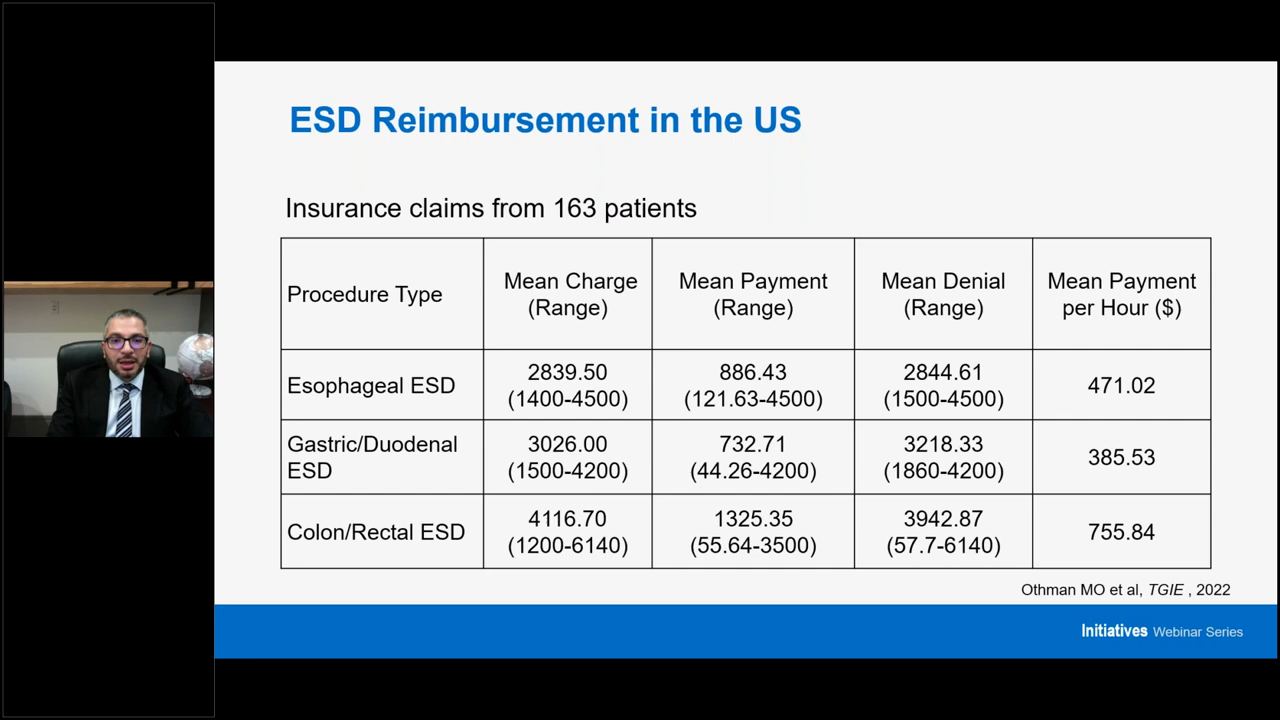 ESD Reimbursement in the US
Insurance claims from 163 patients
Procedure Type
Mean Charge
(Range)
Mean Payment
(Range)
Mean Denial
(Range)
Mean Payment
per Hour ($)
Esophageal ESD
2839.50
(1400-4500)
886.43
(121.63-4500)
2844.61
(1500-4500)
471.02
Gastric/Duodenal
ESD
3026.00
(1500-4200)
732.71
(44.26-4200)
3218.33
(1860-4200)
385.53
Colon/Rectal ESD
4116.70
(1200-6140)
1325.35
(55.64-3500)
3942.87
(57.7-6140)
755.84
Othman MO et al, TGIE , 2022
Initiatives Webinar Series